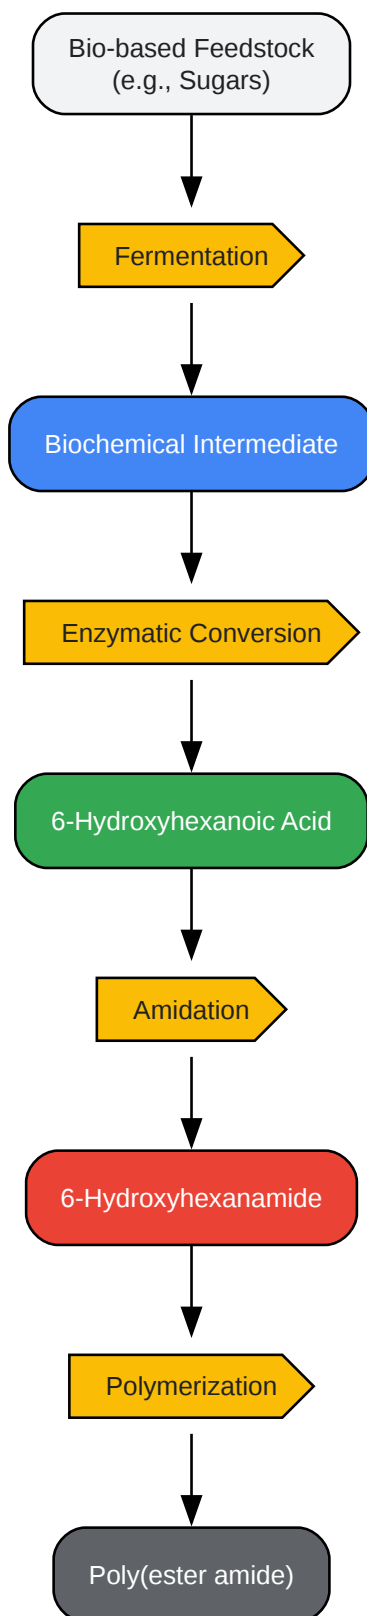 Bio-based Feedstock
(e.g., Sugars)
Fermentation
Biochemical Intermediate
Enzymatic Conversion
6-Hydroxyhexanoic Acid
Amidation
6-Hydroxyhexanamide
Polymerization
Poly(ester amide)